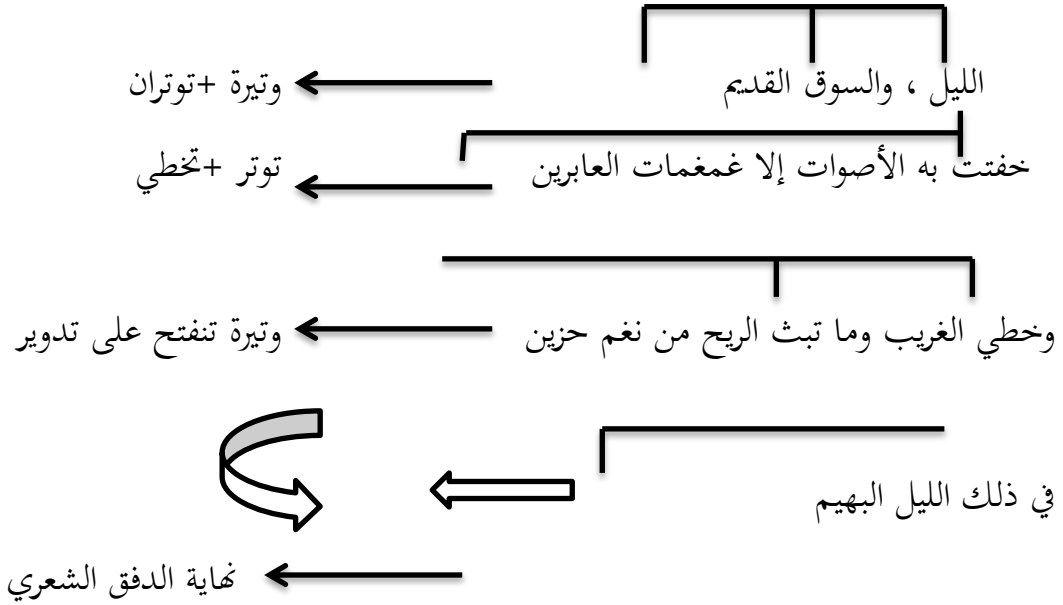 الليل ، والسوق القديم
وتيرة +توتران
خفتت به الأصوات إلا غمغمات العابرين
توتر +تخطي
وخطي الغريب وما تبث الريح من نغم حزين
وتيرة تنفتح على تدوير
في ذلك الليل البهيم
نهاية الدفق الشعري